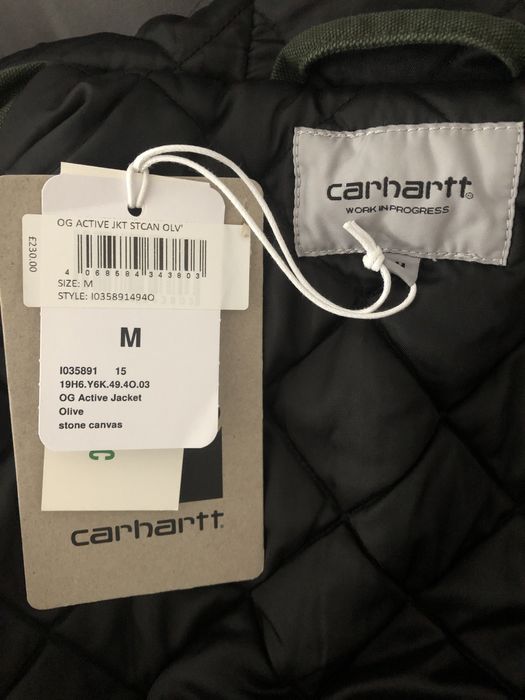 carhartt
WORK IN PROGRESS
M
OG ACTIVE JKT STCAN OLV'
£230.00
4 068584 343803
SIZE: M
STYLE: I0358914940
M
I035891 15
19H6.Y6K.49.4O.03
OG Active Jacket
Olive
stone canvas
C
carhartt